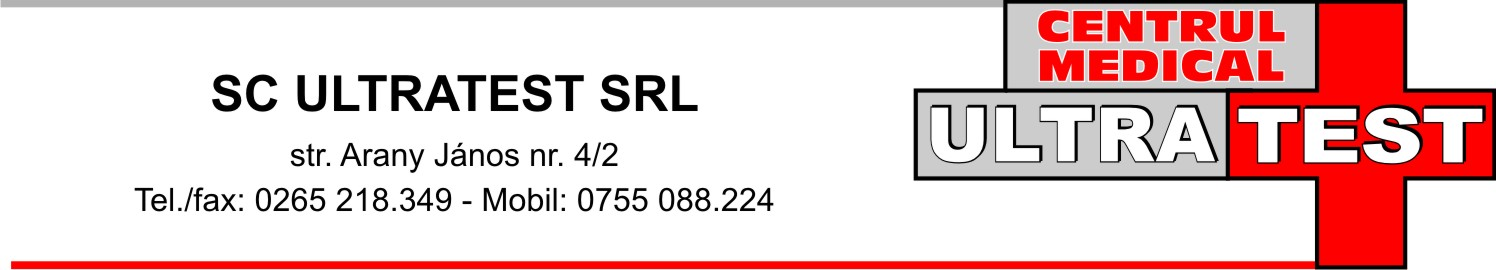 SC ULTRATEST SRL
str. Arany János nr. 4/2
Tel./fax: 0265 218.349 - Mobil: 0755 088.224
CENTRUL
MEDICAL
ULTRA TEST